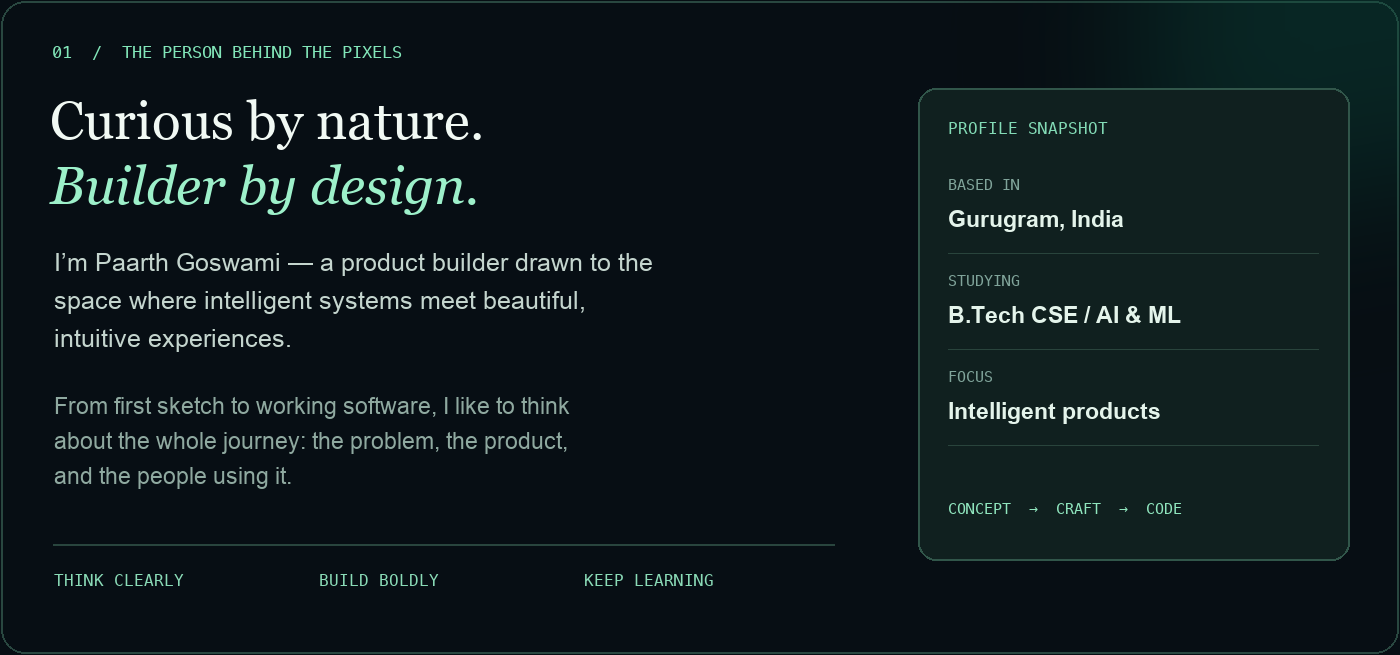 01 / THE PERSON BEHIND THE PIXELS
Curious by nature.
Builder by design.
I’m Paarth Goswami — a product builder drawn to the
space where intelligent systems meet beautiful,
intuitive experiences.
From first sketch to working software, I like to think
about the whole journey: the problem, the product,
and the people using it.
THINK CLEARLY
BUILD BOLDLY
KEEP LEARNING
PROFILE SNAPSHOT
BASED IN
Gurugram, India
STUDYING
B.Tech CSE / AI & ML
FOCUS
Intelligent products
CONCEPT → CRAFT → CODE